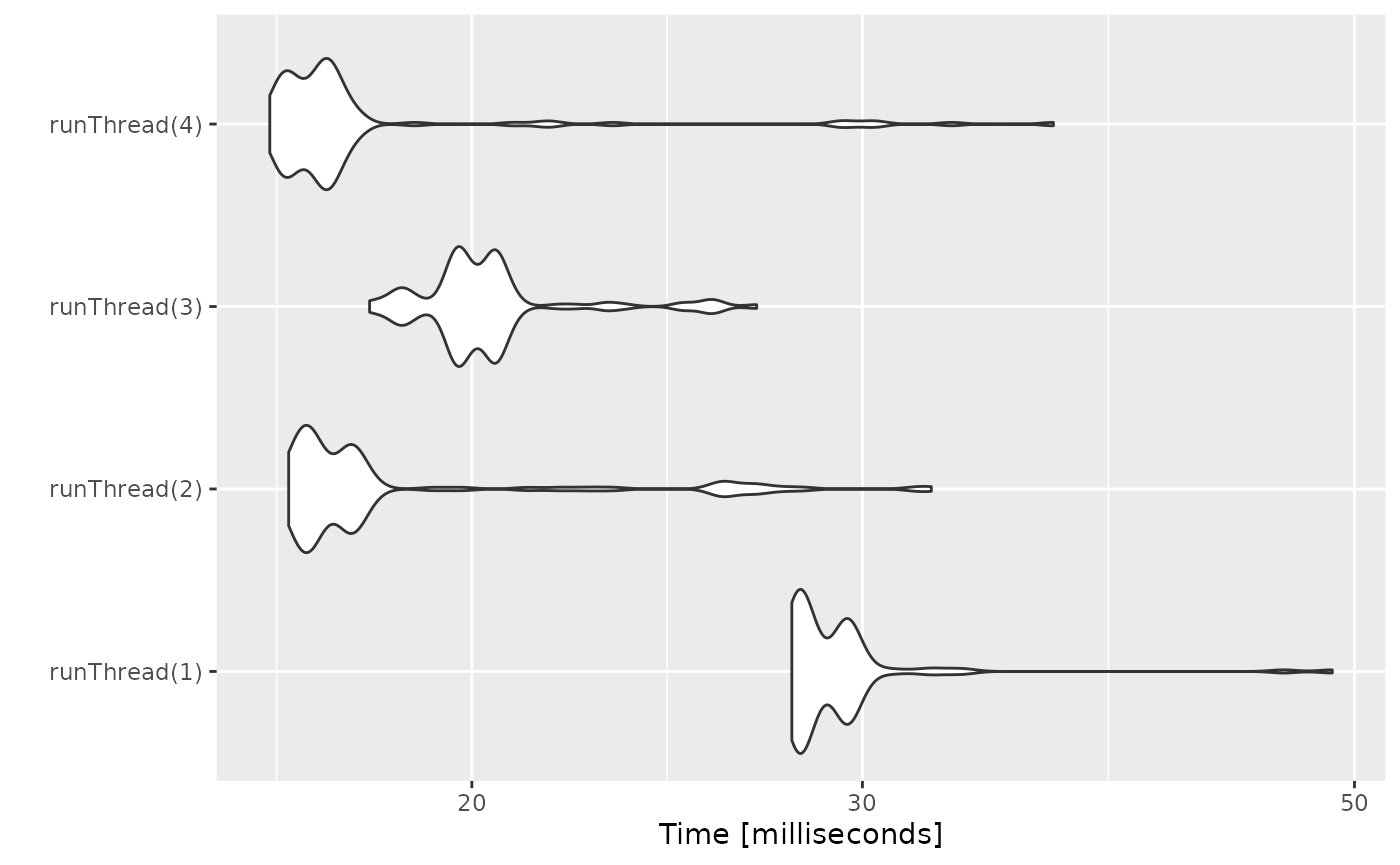 runThread(4)
runThread(3)
runThread(2)
runThread(1)
20 30 50
Time [milliseconds]